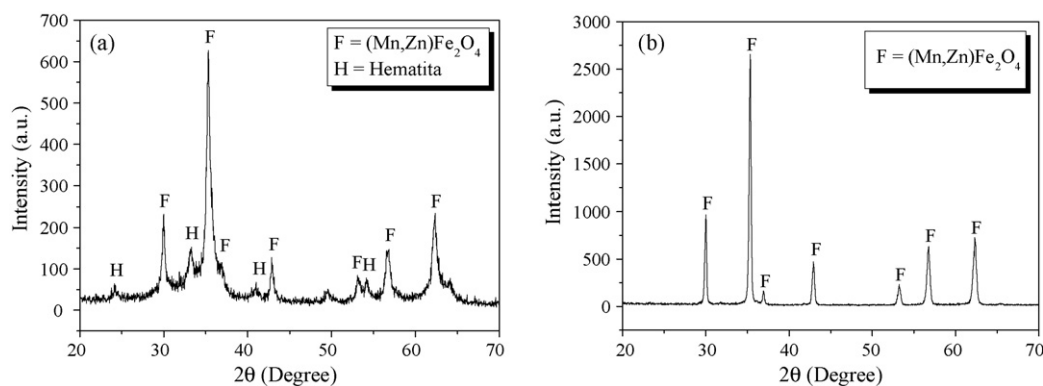 (a)
F = (Mn,Zn)Fe₂O₄
H = Hematita
Intensity (a.u.)
700
600
500
400
300
200
100
0
H
F
H
F
F
H
F
F
H
F
F
20 30 40 50 60 70
2θ (Degree)
(b)
F = (Mn,Zn)Fe₂O₄
Intensity (a.u.)
3000
2500
2000
1500
1000
500
0
F
F
F
F
F
F
F
20 30 40 50 60 70
2θ (Degree)